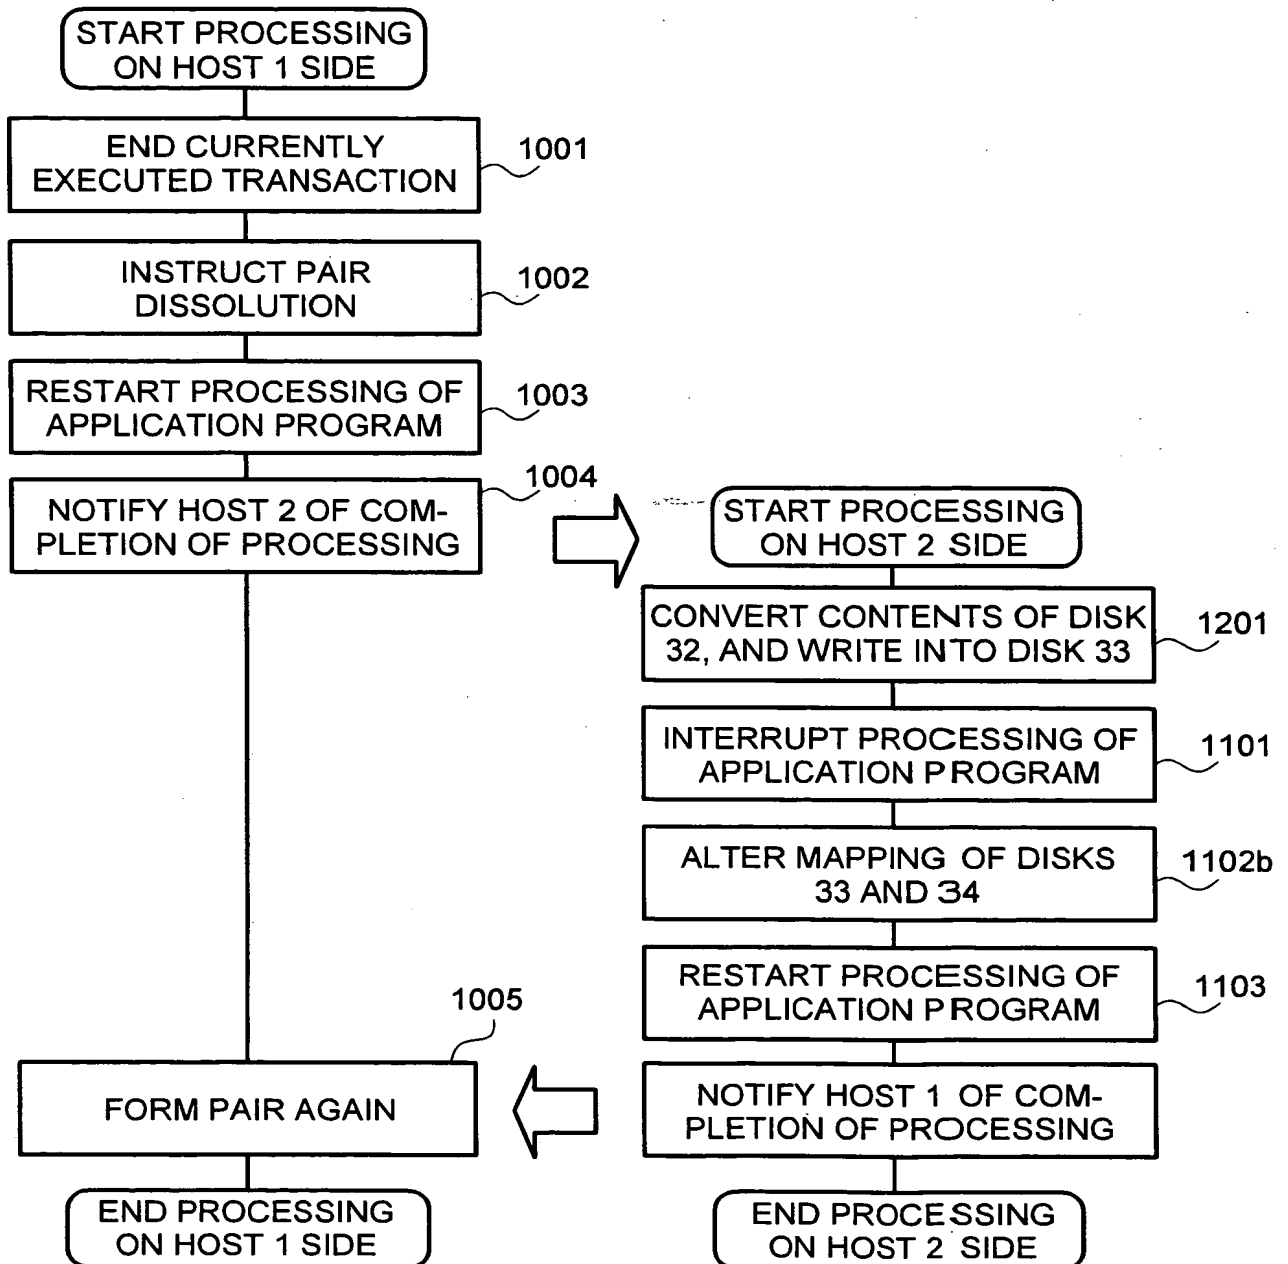 START PROCESSING
ON HOST 1 SIDE
END CURRENTLY
EXECUTED TRANSACTION
1001
INSTRUCT PAIR
DISSOLUTION
1002
RESTART PROCESSING OF
APPLICATION PROGRAM
1003
NOTIFY HOST 2 OF COM-
PLETION OF PROCESSING
1004
START PROCESSING
ON HOST 2 SIDE
CONVERT CONTENTS OF DISK
32, AND WRITE INTO DISK 33
1201
INTERRUPT PROCESSING OF
APPLICATION PROGRAM
1101
ALTER MAPPING OF DISKS
33 AND 34
1102b
RESTART PROCESSING OF
APPLICATION PROGRAM
1103
NOTIFY HOST 1 OF COM-
PLETION OF PROCESSING
1005
FORM PAIR AGAIN
END PROCESSING
ON HOST 1 SIDE
END PROCESSING
ON HOST 2 SIDE